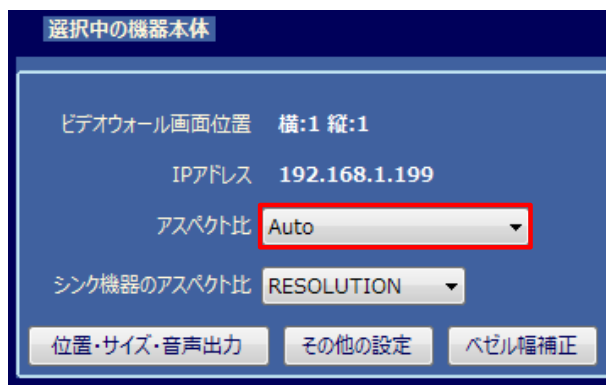 選択中の機器本体
ビデオウォール画面位置 横:1 縦:1
IPアドレス 192.168.1.199
アスペクト比 Auto
シンク機器のアスペクト比 RESOLUTION
位置・サイズ・音声出力 その他の設定 ベゼル幅補正